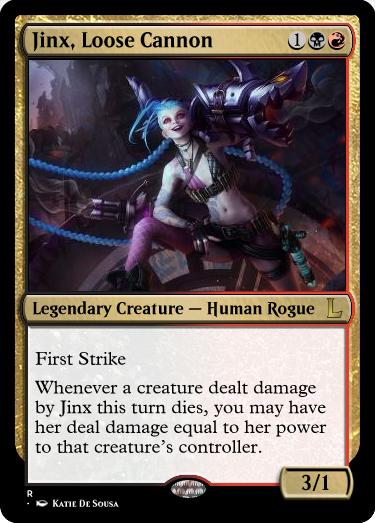 Jinx, Loose Cannon 1
Legendary Creature — Human Rogue L
First Strike
Whenever a creature dealt damage
by Jinx this turn dies, you may have
her deal damage equal to her power
to that creature's controller.
3/1
R
· Katie De Sousa